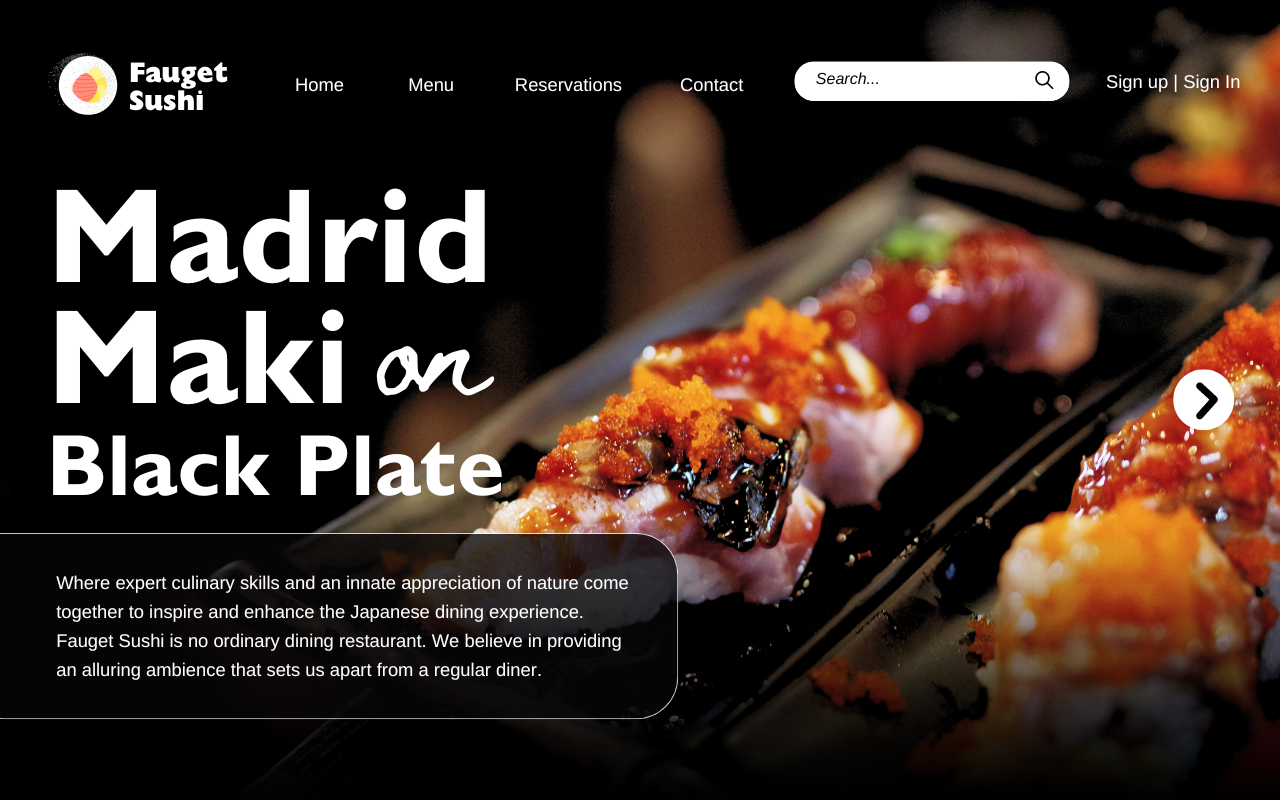 Fauget
Sushi
Home Menu Reservations Contact Search... Sign up | Sign In
Madrid
Maki on
Black Plate
Where expert culinary skills and an innate appreciation of nature come
together to inspire and enhance the Japanese dining experience.
Fauget Sushi is no ordinary dining restaurant. We believe in providing
an alluring ambience that sets us apart from a regular diner.